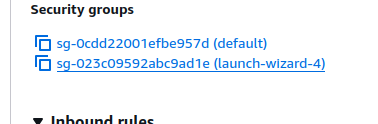 Security groups
sg-0cdd22001efbe957d (default)
sg-023c09592abc9ad1e (launch-wizard-4)
Inbound rules